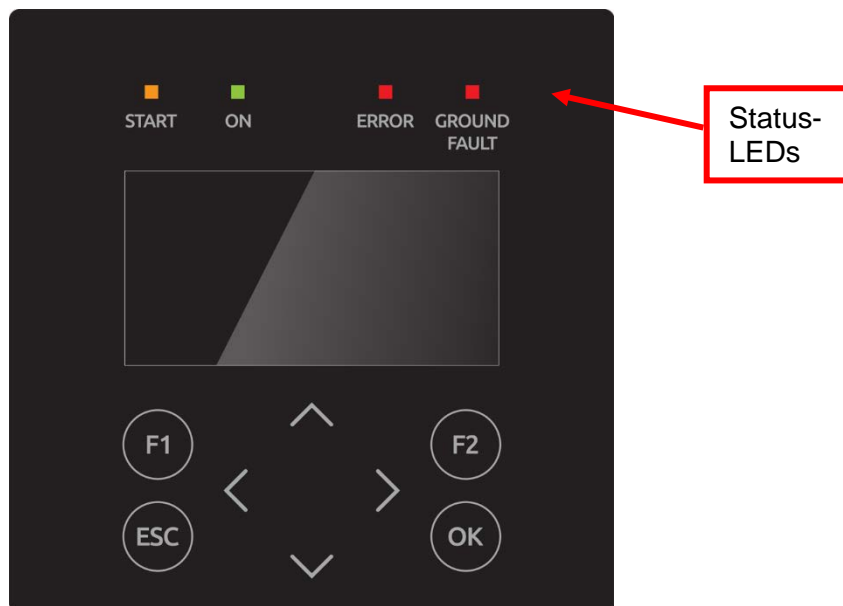 START ON ERROR GROUND
FAULT
Status-
LEDs
F1 F2
ESC OK